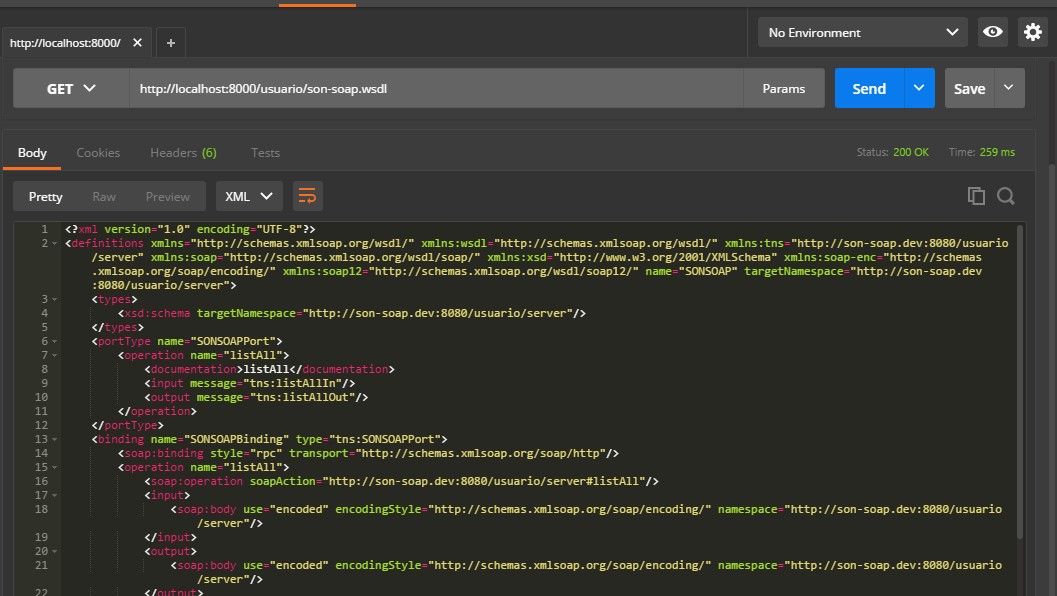 http://localhost:8000/
No Environment
GET
http://localhost:8000/usuario/son-soap.wsdl
Params
Send
Save
Body
Cookies
Headers (6)
Tests
Status: 200 OK
Time: 259 ms
Pretty
Raw
Preview
XML
1 <?xml version="1.0" encoding="UTF-8"?>
2 <definitions xmlns="http://schemas.xmlsoap.org/wsdl/" xmlns:wsdl="http://schemas.xmlsoap.org/wsdl/" xmlns:tns="http://son-soap.dev:8080/usuario
/server" xmlns:soap="http://schemas.xmlsoap.org/wsdl/soap/" xmlns:xsd="http://www.w3.org/2001/XMLSchema" xmlns:soap-enc="http://schemas
.xmlsoap.org/soap/encoding/" xmlns:soap12="http://schemas.xmlsoap.org/wsdl/soap12/" name="SONSOAP" targetNamespace="http://son-soap.dev
:8080/usuario/server">
3 <types>
4 <xsd:schema targetNamespace="http://son-soap.dev:8080/usuario/server"/>
5 </types>
6 <portType name="SONSOAPPort">
7 <operation name="listAll">
8 <documentation>listAll</documentation>
9 <input message="tns:listAllIn"/>
10 <output message="tns:listAllOut"/>
11 </operation>
12 </portType>
13 <binding name="SONSOAPBinding" type="tns:SONSOAPPort">
14 <soap:binding style="rpc" transport="http://schemas.xmlsoap.org/soap/http"/>
15 <operation name="listAll">
16 <soap:operation soapAction="http://son-soap.dev:8080/usuario/server#listAll"/>
17 <input>
18 <soap:body use="encoded" encodingStyle="http://schemas.xmlsoap.org/soap/encoding/" namespace="http://son-soap.dev:8080/usuario
/server"/>
19 </input>
20 <output>
21 <soap:body use="encoded" encodingStyle="http://schemas.xmlsoap.org/soap/encoding/" namespace="http://son-soap.dev:8080/usuario
/server"/>
22 </output>